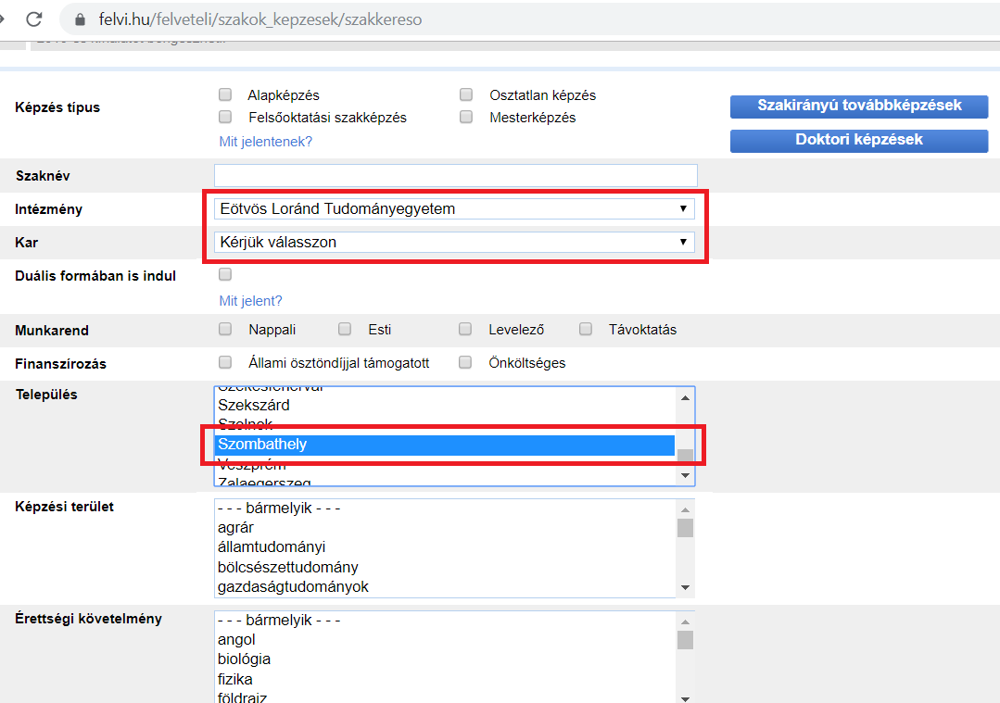 felvi.hu/felveteli/szakok_kepzesek/szakkereso
Képzés típus
Alapképzés
Osztatlan képzés
Felsőoktatási szakképzés
Mesterképzés
Mit jelentenek?
Szakirányú továbbképzések
Doktori képzések
Szaknév
Intézmény
Eötvös Loránd Tudományegyetem
Kar
Kérjük válasszon
Duális formában is indul
Mit jelent?
Munkarend
Nappali
Esti
Levelező
Távoktatás
Finanszírozás
Állami ösztöndíjjal támogatott
Önköltséges
Település
Székesfehérvár
Szekszárd
Szolnok
Szombathely
Veszprém
Zalaegerszeg
Képzési terület
- - - bármelyik - - -
agrár
államtudományi
bölcsészettudomány
gazdaságtudományok
Érettségi követelmény
- - - bármelyik - - -
angol
biológia
fizika
földrajz